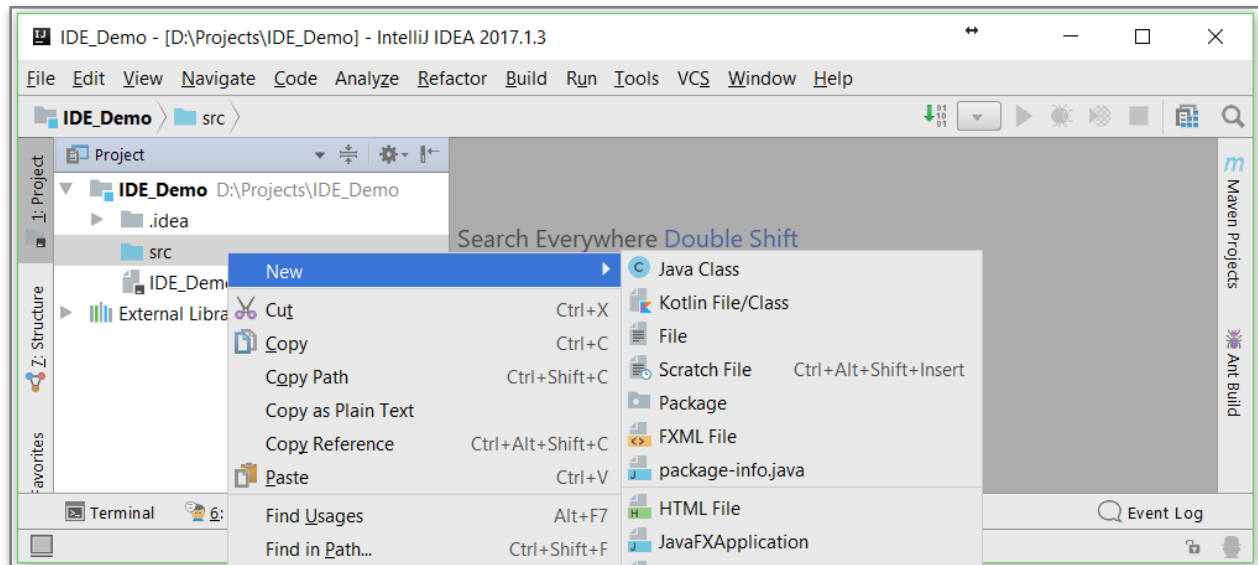 IDE_Demo - [D:\Projects\IDE_Demo] - IntelliJ IDEA 2017.1.3
File Edit View Navigate Code Analyze Refactor Build Run Tools VCS Window Help
IDE_Demo src
Project
IDE_Demo D:\Projects\IDE_Demo
.idea
src
External
Search Everywhere Double Shift
New
Cut Ctrl+X
Copy Ctrl+C
Copy Path Ctrl+Shift+C
Copy as Plain Text
Copy Reference Ctrl+Alt+Shift+C
Paste Ctrl+V
Find Usages Alt+F7
Find in Path... Ctrl+Shift+F
Java Class
Kotlin File/Class
File
Scratch File Ctrl+Alt+Shift+Insert
Package
FXML File
package-info.java
HTML File
JavaFXApplication
1: Project
Z: Structure
Maven Projects
Ant Build
Terminal 6:
Event Log